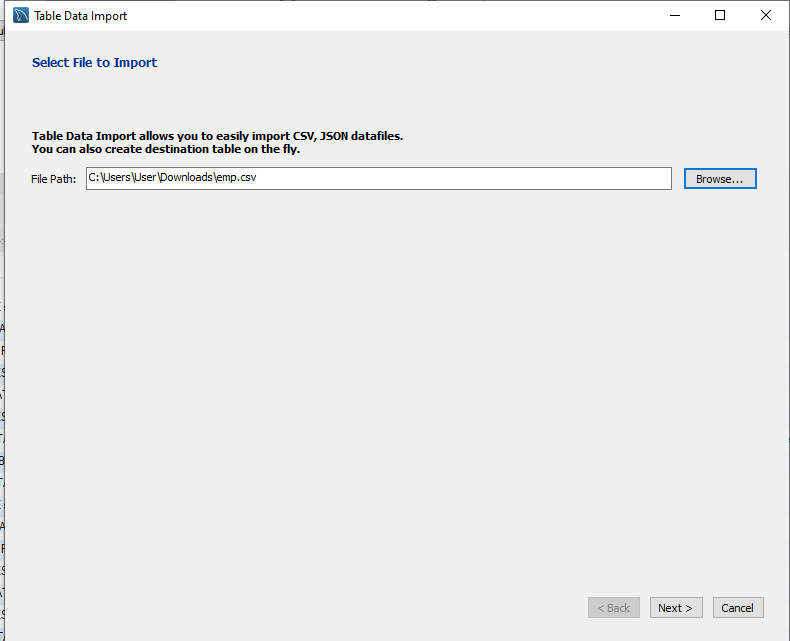 Table Data Import
Select File to Import
Table Data Import allows you to easily import CSV, JSON datafiles.
You can also create destination table on the fly.
File Path: C:\Users\User\Downloads\emp.csv Browse...
< Back Next > Cancel